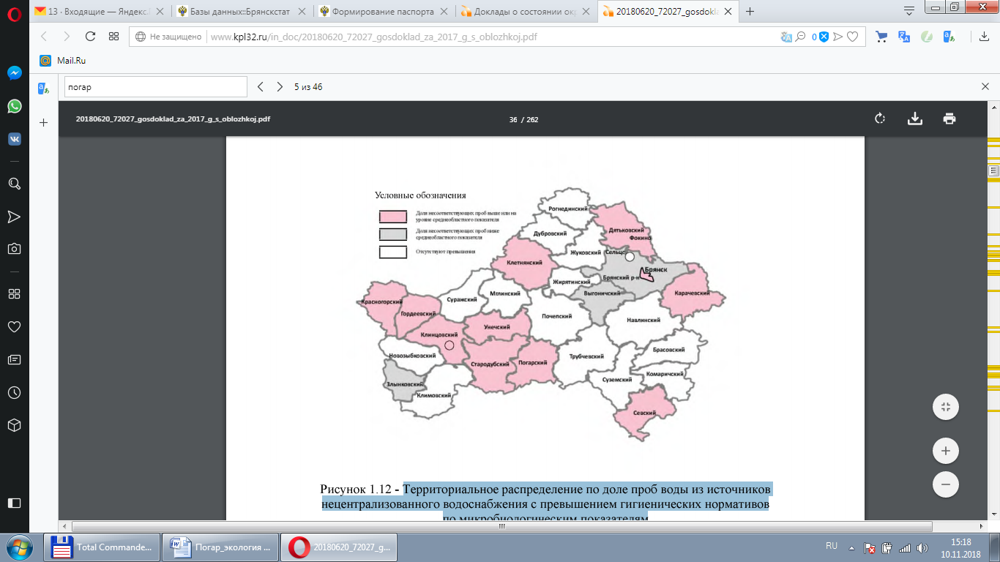 13 · Входящие — Яндекс.
Базы данных::Брянскстат
Формирование паспорта
Доклады о состоянии окр
20180620_72027_gosdokl
Не защищено
www.kpl32.ru/in_doc/20180620_72027_gosdoklad_za_2017_g_s_oblozhkoj.pdf
0
Mail.Ru
погар
5 из 46
20180620_72027_gosdoklad_za_2017_g_s_oblozhkoj.pdf
36 / 262
Условные обозначения
Доля несоответствующих проб выше или на
уровне среднеобластного показателя
Доля несоответствующих проб ниже
среднеобластного показателя
Отсутствуют превышения
Рогнединский
Дятьковский
Фокино
Дубровский
Жуковский
Сельцо
Клетнянский
Брянск
Брянский р-н
Жирятинский
Выгоничский
Карачевский
Мглинский
Суражский
Красногорский
Гордеевский
Почепский
Навлинский
Унечский
Клинцовский
Новозыбковский
Стародубский
Погарский
Трубчевский
Брасовский
Комаричский
Суземский
Злынковский
Климовский
Севский
Рисунок 1.12 - Территориальное распределение по доле проб воды из источников
нецентрализованного водоснабжения с превышением гигиенических нормативов
по микробиологическим показателям
Total Commande...
Погар_экология ...
20180620_72027_g...
RU
15:18
10.11.2018